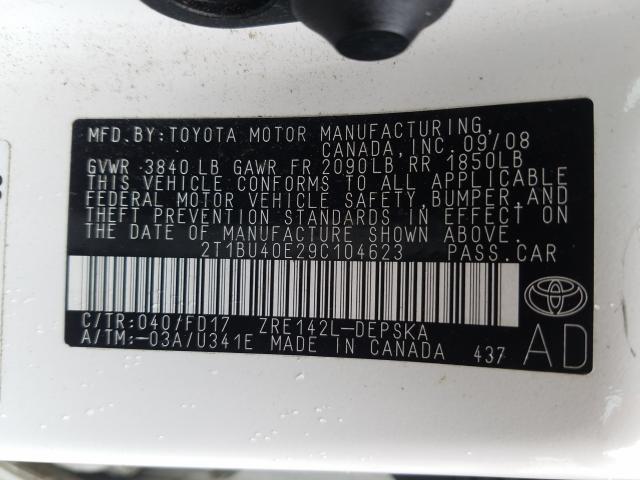 MFD.BY:TOYOTA MOTOR MANUFACTURING,
CANADA,INC. 09/08
GVWR 3840 LB GAWR FR 2090LB RR 1850LB
THIS VEHICLE CONFORMS TO ALL APPLICABLE
FEDERAL MOTOR VEHICLE SAFETY,BUMPER,AND
THEFT PREVENTION STANDARDS IN EFFECT ON
THE DATE OF MANUFACTURE SHOWN ABOVE.
2T1BU40E29C104623 PASS.CAR
C/TR:040/FD17 ZRE142L-DEPSKA
A/TM:-03A/U341E MADE IN CANADA 437
AD